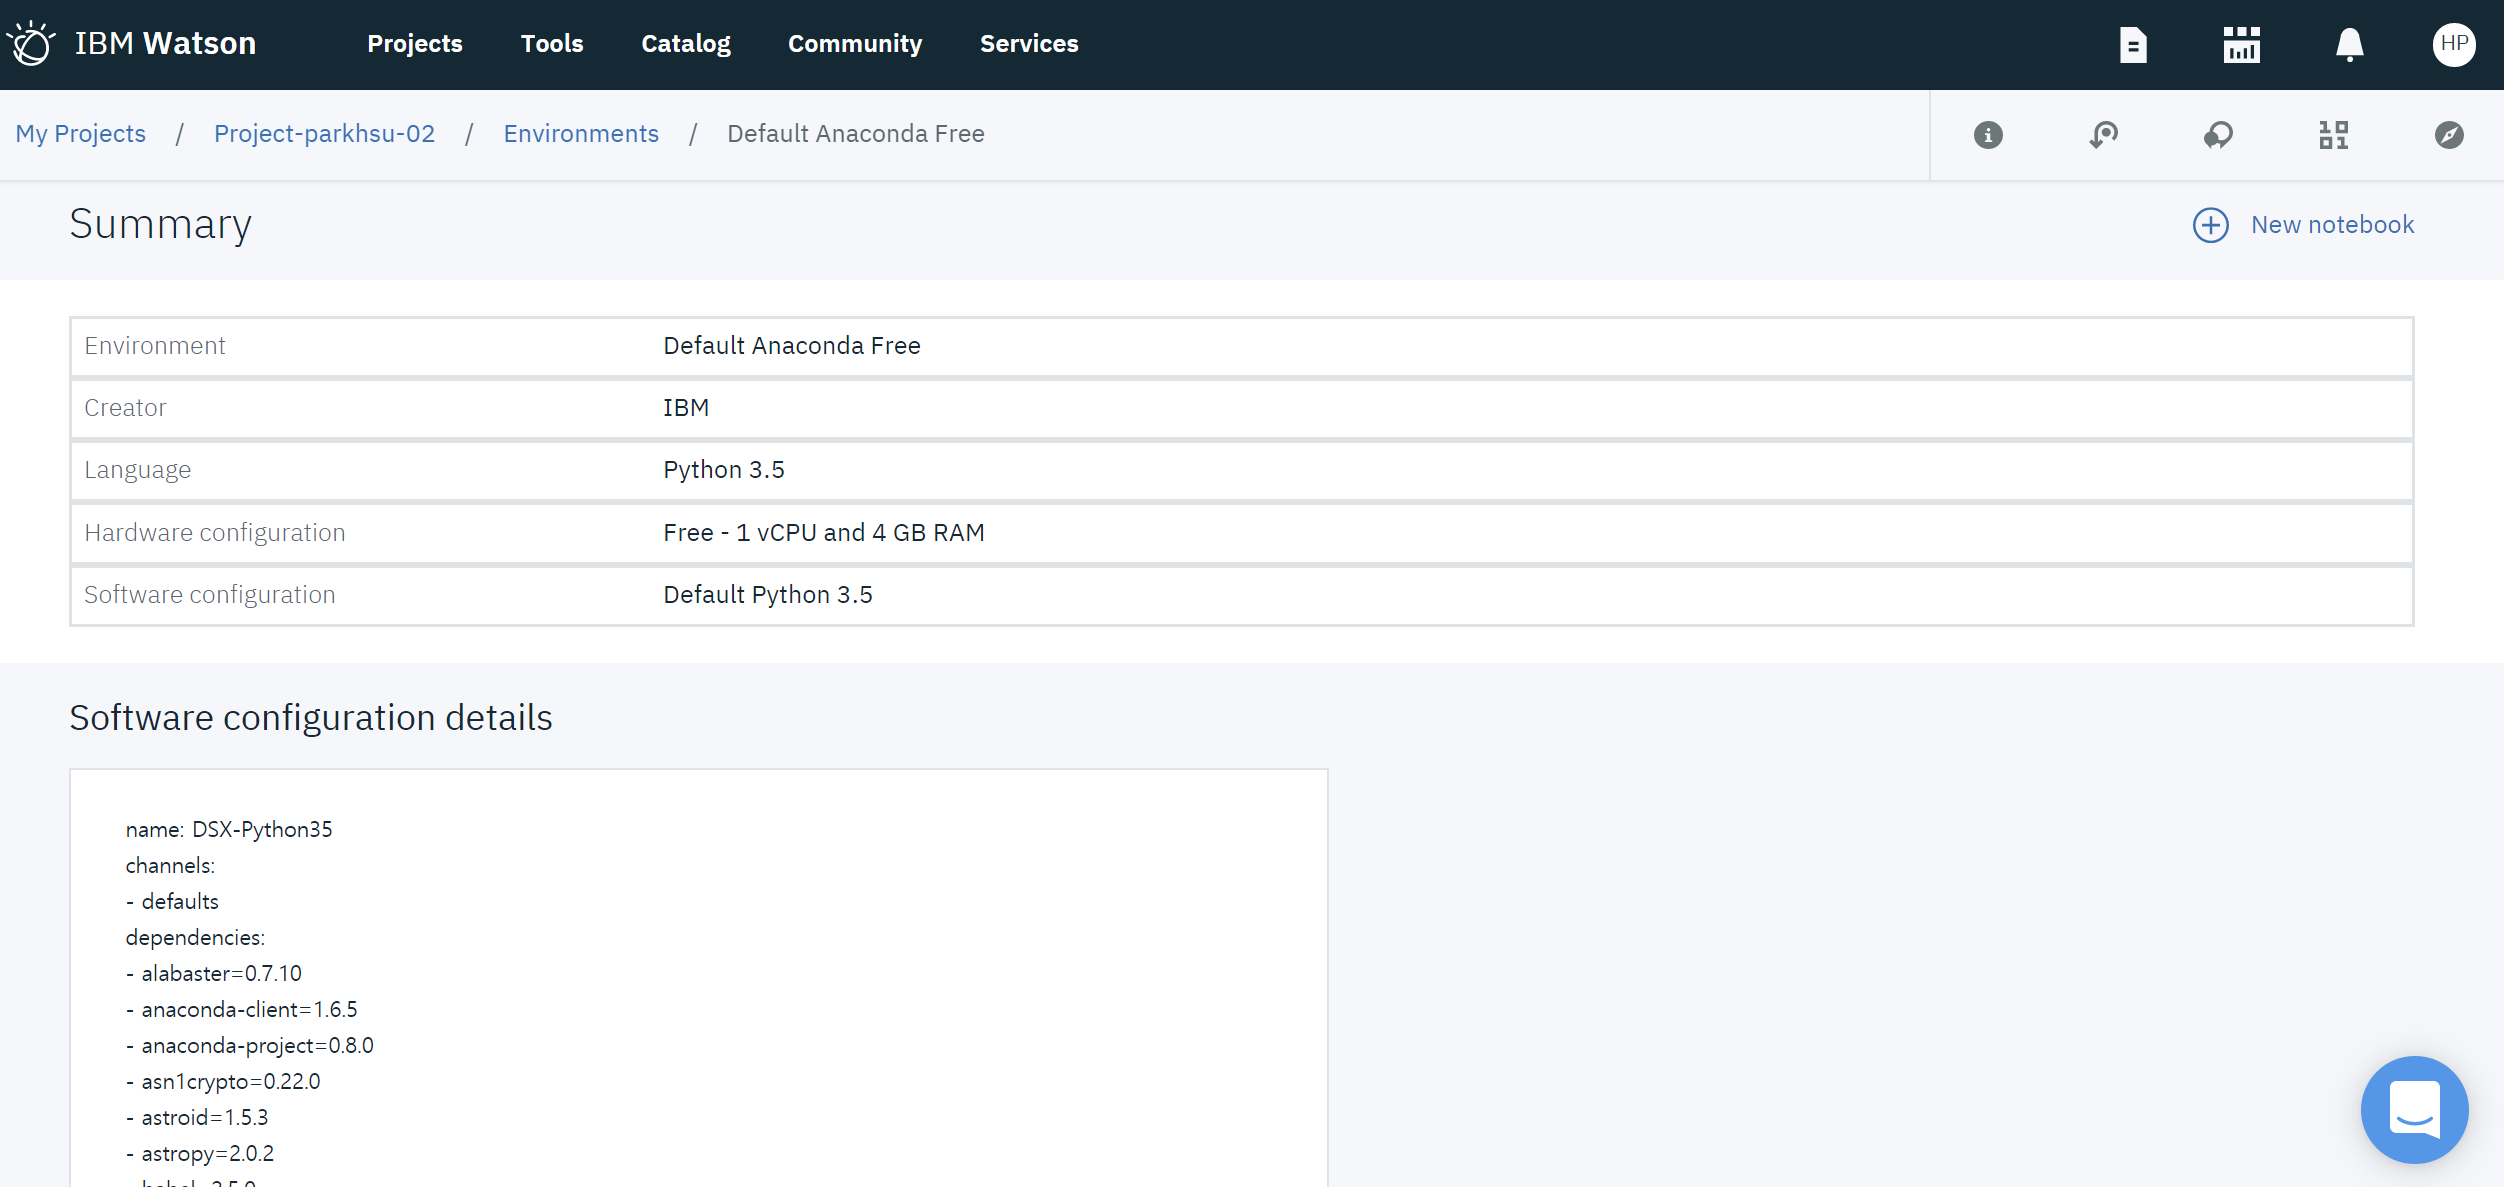 IBM Watson Projects Tools Catalog Community Services HP
My Projects / Project-parkhsu-02 / Environments / Default Anaconda Free
Summary
New notebook
Environment Default Anaconda Free
Creator IBM
Language Python 3.5
Hardware configuration Free - 1 vCPU and 4 GB RAM
Software configuration Default Python 3.5
Software configuration details
name: DSX-Python35
channels:
- defaults
dependencies:
- alabaster=0.7.10
- anaconda-client=1.6.5
- anaconda-project=0.8.0
- asn1crypto=0.22.0
- astroid=1.5.3
- astropy=2.0.2